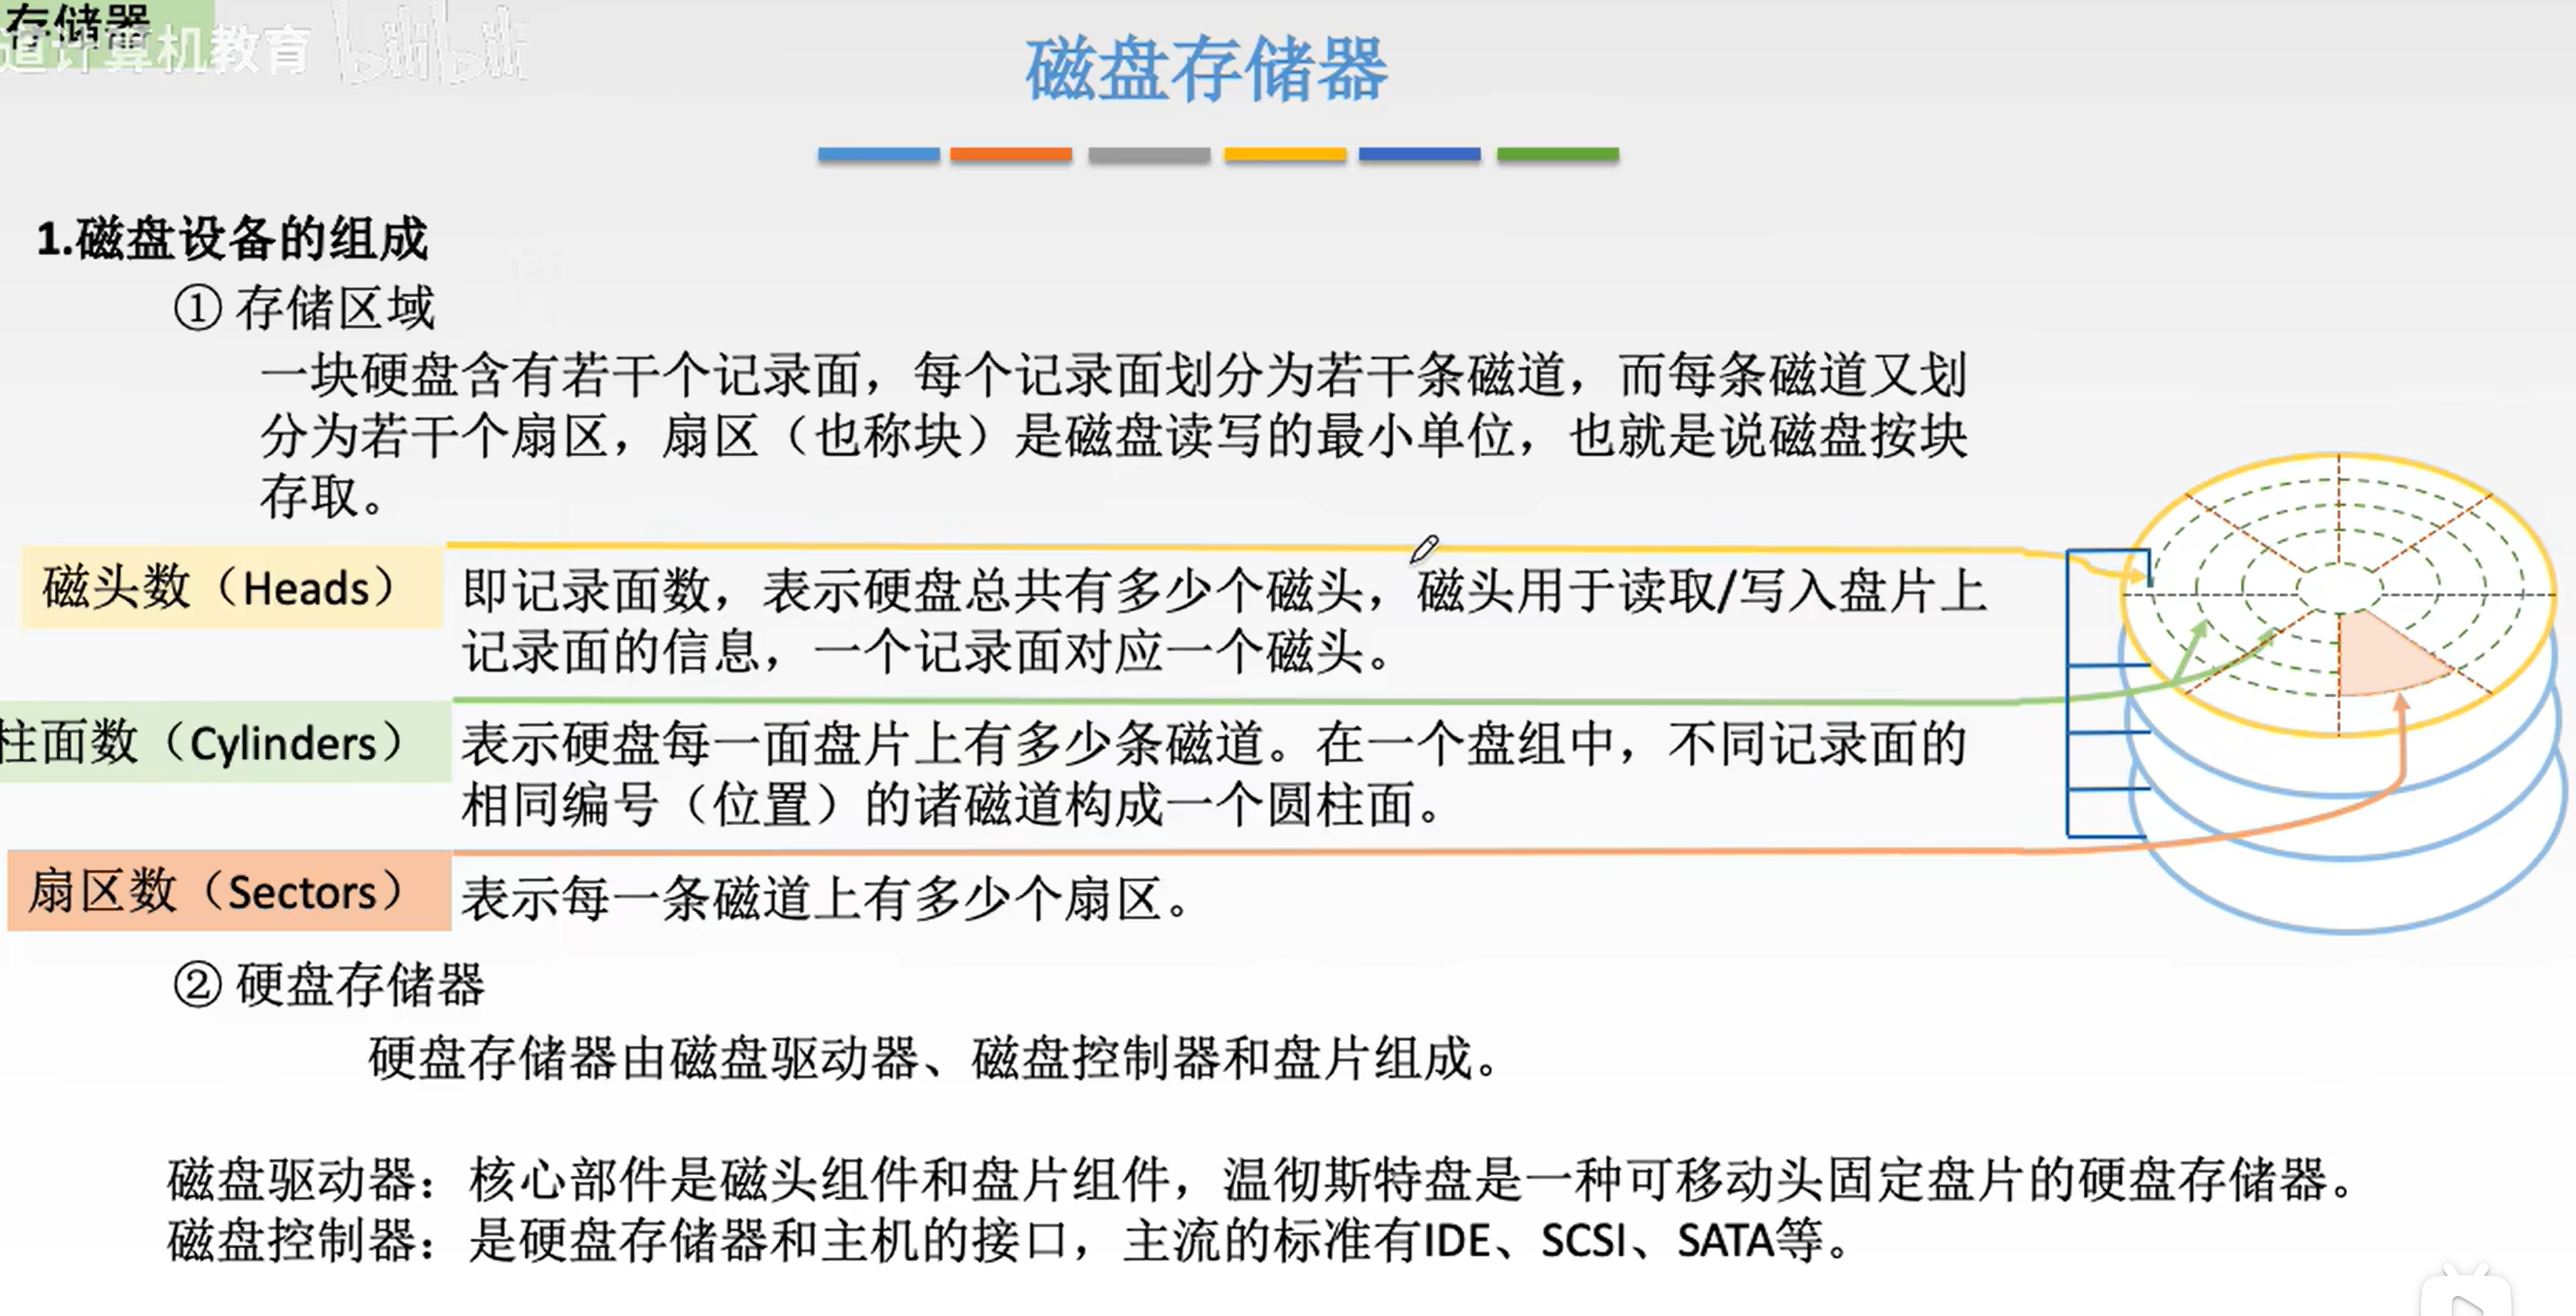 存储器
道计算机教育 bilibili
磁盘存储器
1.磁盘设备的组成
① 存储区域
一块硬盘含有若干个记录面，每个记录面划分为若干条磁道，而每条磁道又划
分为若干个扇区，扇区（也称块）是磁盘读写的最小单位，也就是说磁盘按块
存取。
磁头数（Heads） 即记录面数，表示硬盘总共有多少个磁头，磁头用于读取/写入盘片上
记录面的信息，一个记录面对应一个磁头。
柱面数（Cylinders） 表示硬盘每一面盘片上有多少条磁道。在一个盘组中，不同记录面的
相同编号（位置）的诸磁道构成一个圆柱面。
扇区数（Sectors） 表示每一条磁道上有多少个扇区。
② 硬盘存储器
硬盘存储器由磁盘驱动器、磁盘控制器和盘片组成。
磁盘驱动器：核心部件是磁头组件和盘片组件，温彻斯特盘是一种可移动头固定盘片的硬盘存储器。
磁盘控制器：是硬盘存储器和主机的接口，主流的标准有IDE、SCSI、SATA等。